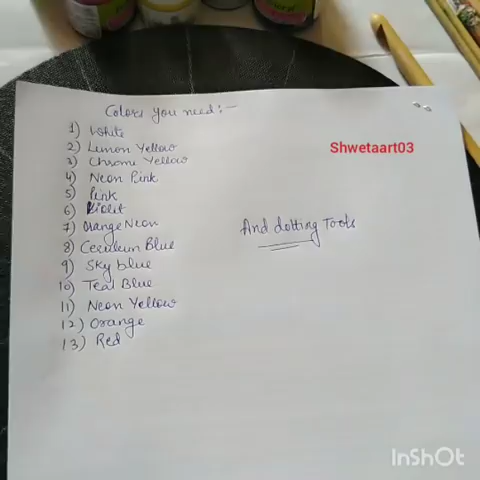 Colors you need:-
1) White
2) Lemon Yellow
3) Chrome Yellow
4) Neon Pink
5) Pink
6) Violet
7) Orange Neon
8) Ceruleum Blue
9) Sky blue
10) Teal Blue
11) Neon Yellow
12) Orange
13) Red
Shwetaart03
And dotting Tools
InShOt